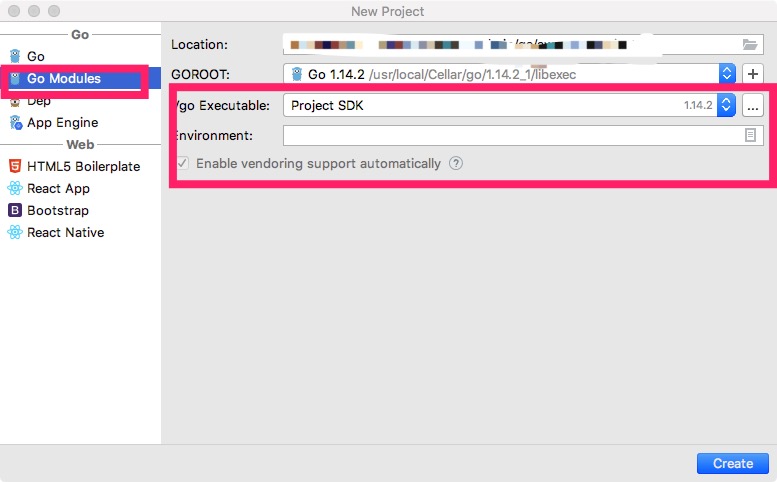 New Project
Go
Go
Go Modules
Dep
App Engine
Web
HTML5 Boilerplate
React App
Bootstrap
React Native
Location:
GOROOT: Go 1.14.2 /usr/local/Cellar/go/1.14.2_1/libexec
/go Executable: Project SDK 1.14.2 ...
Environment:
Enable vendoring support automatically ?
Create